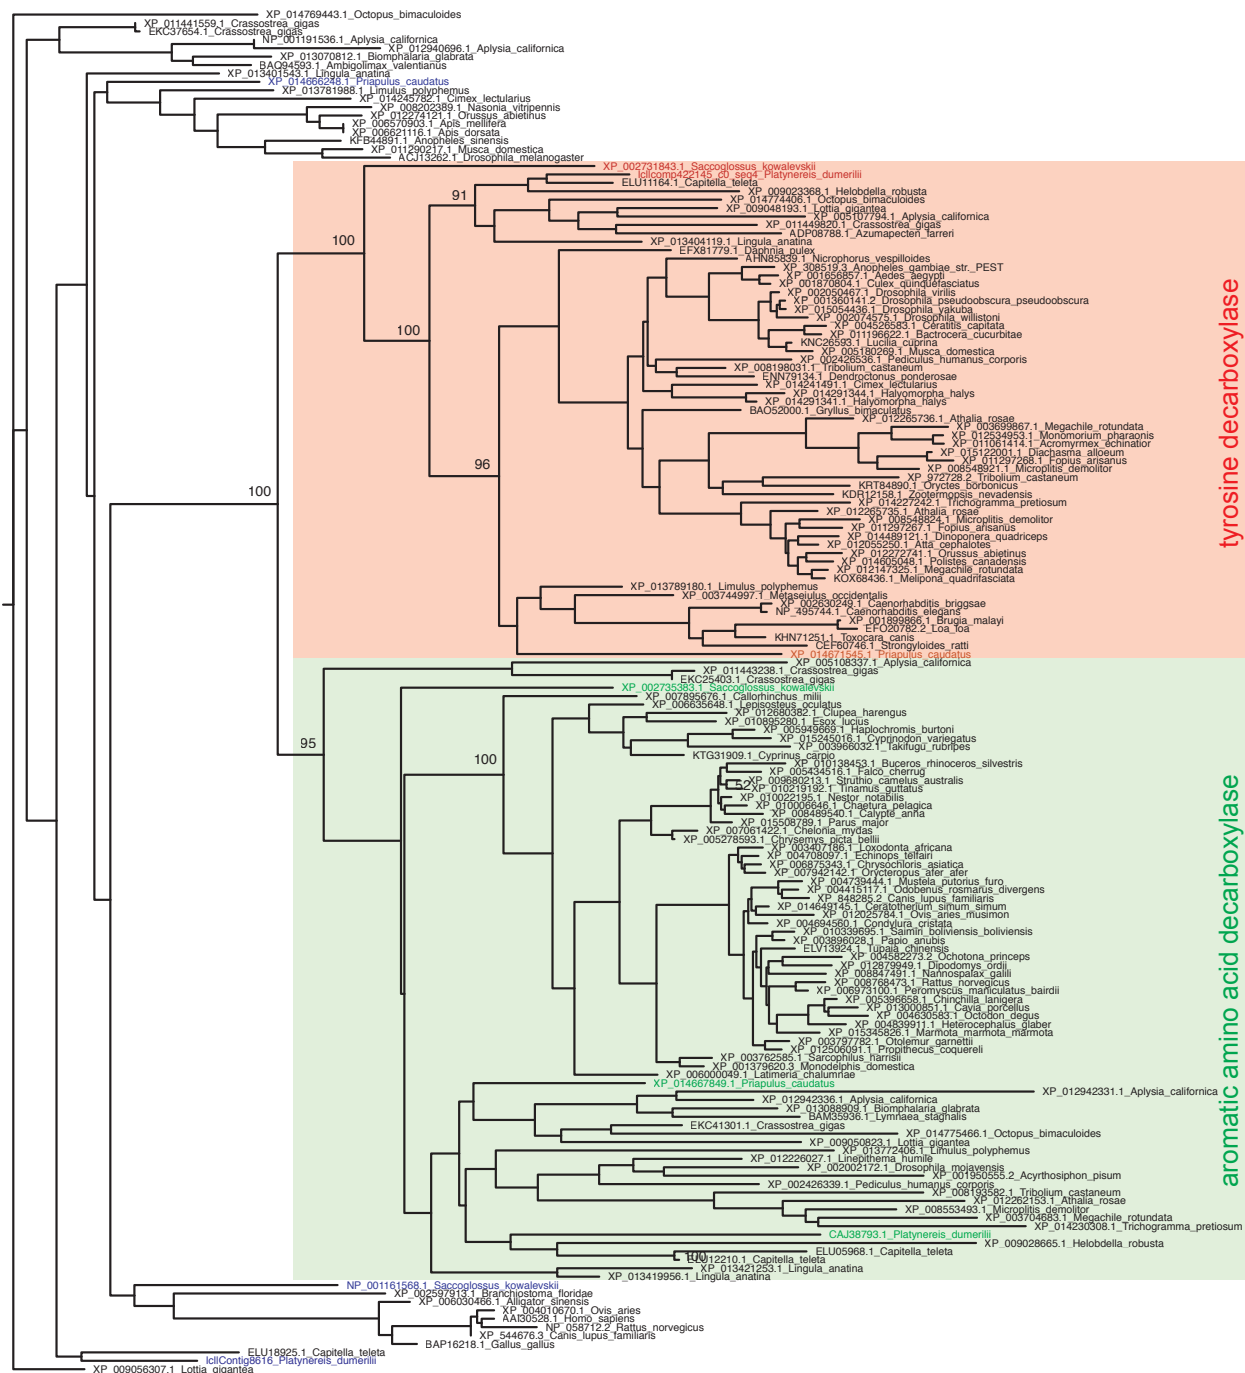 XP_014769443.1_Octopus_bimaculoides
XP_011441559.1_Crassostrea_gigas
EKC37654.1_Crassostrea_gigas
NP_001191536.1_Aplysia_californica
XP_012940696.1_Aplysia_californica
XP_013070812.1_Biomphalaria_glabrata
BAO94593.1_Ambigolimax_valentianus
XP_013401543.1_Lingula_anatina
XP_014666248.1_Priapulus_caudatus
XP_013781988.1_Limulus_polyphemus
XP_014245782.1_Cimex_lectularius
XP_008202389.1_Nasonia_vitripennis
XP_012274121.1_Orussus_abietinus
XP_006570903.1_Apis_mellifera
XP_006621116.1_Apis_dorsata
KFB44891.1_Anopheles_sinensis
XP_011290217.1_Musca_domestica
ACJ13262.1_Drosophila_melanogaster
XP_002731843.1_Saccoglossus_kowalevskii
lcl|comp422145_c0_seq4_Platynereis_dumerilii
ELU11164.1_Capitella_teleta
XP_009023368.1_Helobdella_robusta
91
XP_014774406.1_Octopus_bimaculoides
XP_009048193.1_Lottia_gigantea
XP_005107794.1_Aplysia_californica
XP_011449820.1_Crassostrea_gigas
ADP08788.1_Azumapecten_farreri
100
XP_013404119.1_Lingula_anatina
EFX81779.1_Daphnia_pulex
AHN85839.1_Nicrophorus_vespilloides
XP_308519.3_Anopheles_gambiae_str._PEST
XP_001656857.1_Aedes_aegypti
XP_001870804.1_Culex_quinquefasciatus
XP_002050467.1_Drosophila_virilis
XP_001360141.2_Drosophila_pseudoobscura_pseudoobscura
XP_015054436.1_Drosophila_yakuba
XP_002074575.1_Drosophila_willistoni
XP_004526583.1_Ceratitis_capitata
100
XP_011196622.1_Bactrocera_cucurbitae
KNC26593.1_Lucilia_cuprina
XP_005180269.1_Musca_domestica
XP_002426536.1_Pediculus_humanus_corporis
XP_008198031.1_Tribolium_castaneum
ENN79134.1_Dendroctonus_ponderosae
XP_014241491.1_Cimex_lectularius
XP_014291344.1_Halyomorpha_halys
XP_014291341.1_Halyomorpha_halys
BAO52000.1_Gryllus_bimaculatus
XP_012265736.1_Athalia_rosae
XP_003699867.1_Megachile_rotundata
XP_012534953.1_Monomorium_pharaonis
XP_011061414.1_Acromyrmex_echinatior
XP_015122001.1_Diachasma_alloeum
XP_011297268.1_Fopius_arisanus
96
XP_008548921.1_Microplitis_demolitor
XP_972728.2_Tribolium_castaneum
KRT84890.1_Oryctes_borbonicus
100
KDR12158.1_Zootermopsis_nevadensis
XP_014227242.1_Trichogramma_pretiosum
XP_012265735.1_Athalia_rosae
XP_008548824.1_Microplitis_demolitor
XP_011297267.1_Fopius_arisanus
XP_014489121.1_Dinoponera_quadriceps
XP_012055250.1_Atta_cephalotes
XP_012272741.1_Orussus_abietinus
XP_014605048.1_Polistes_canadensis
XP_012147325.1_Megachile_rotundata
KOX68436.1_Melipona_quadrifasciata
tyrosine decarboxylase
XP_013789180.1_Limulus_polyphemus
XP_003744997.1_Metaseiulus_occidentalis
XP_002630249.1_Caenorhabditis_briggsae
NP_495744.1_Caenorhabditis_elegans
XP_001899866.1_Brugia_malayi
EFO20782.2_Loa_loa
KHN71251.1_Toxocara_canis
CEF60746.1_Strongyloides_ratti
XP_014671545.1_Priapulus_caudatus
XP_005108337.1_Aplysia_californica
XP_011443238.1_Crassostrea_gigas
EKC25403.1_Crassostrea_gigas
XP_002735383.1_Saccoglossus_kowalevskii
XP_007895676.1_Callorhinchus_milii
XP_006635648.1_Lepisosteus_oculatus
XP_012680382.1_Clupea_harengus
XP_010895280.1_Esox_lucius
XP_005949669.1_Haplochromis_burtoni
XP_015245016.1_Cyprinodon_variegatus
95
XP_003966032.1_Takifugu_rubripes
KTG31909.1_Cyprinus_carpio
100
XP_010138453.1_Buceros_rhinoceros_silvestris
XP_005434516.1_Falco_cherrug
XP_009680213.1_Struthio_camelus_australis
52
XP_010219192.1_Tinamus_guttatus
XP_010022195.1_Nestor_notabilis
XP_010006646.1_Chaetura_pelagica
XP_008489540.1_Calypte_anna
XP_015508789.1_Parus_major
XP_007061422.1_Chelonia_mydas
XP_005278593.1_Chrysemys_picta_bellii
XP_003407186.1_Loxodonta_africana
XP_004708097.1_Echinops_telfairi
XP_006875343.1_Chrysochloris_asiatica
XP_007942142.1_Orycteropus_afer_afer
XP_004739444.1_Mustela_putorius_furo
XP_004415117.1_Odobenus_rosmarus_divergens
XP_848285.2_Canis_lupus_familiaris
XP_014649145.1_Ceratotherium_simum_simum
XP_012025784.1_Ovis_aries_musimon
XP_004694560.1_Condylura_cristata
XP_010339695.1_Saimiri_boliviensis_boliviensis
XP_003896028.1_Papio_anubis
ELV13924.1_Tupaia_chinensis
XP_004582273.2_Ochotona_princeps
XP_012879949.1_Dipodomys_ordii
XP_008847491.1_Nannospalax_galili
XP_008768473.1_Rattus_norvegicus
XP_006973100.1_Peromyscus_maniculatus_bairdii
XP_005396658.1_Chinchilla_lanigera
XP_013000851.1_Cavia_porcellus
XP_004630583.1_Octodon_degus
XP_004839911.1_Heterocephalus_glaber
XP_015345826.1_Marmota_marmota_marmota
XP_003797782.1_Otolemur_garnettii
XP_012506091.1_Propithecus_coquereli
XP_003762585.1_Sarcophilus_harrisii
XP_001379620.3_Monodelphis_domestica
XP_006000049.1_Latimeria_chalumnae
aromatic amino acid decarboxylase
XP_014667849.1_Priapulus_caudatus
XP_012942331.1_Aplysia_californica
XP_012942336.1_Aplysia_californica
XP_013088909.1_Biomphalaria_glabrata
BAM35936.1_Lymnaea_stagnalis
EKC41301.1_Crassostrea_gigas
XP_014775466.1_Octopus_bimaculoides
XP_009050823.1_Lottia_gigantea
XP_013772406.1_Limulus_polyphemus
XP_012226027.1_Linepithema_humile
XP_002002172.1_Drosophila_mojavensis
XP_001950555.2_Acyrthosiphon_pisum
XP_002426339.1_Pediculus_humanus_corporis
XP_008193582.1_Tribolium_castaneum
XP_012262153.1_Athalia_rosae
XP_008553493.1_Microplitis_demolitor
XP_003704683.1_Megachile_rotundata
XP_014230308.1_Trichogramma_pretiosum
CAJ38793.1_Platynereis_dumerilii
XP_009028665.1_Helobdella_robusta
ELU05968.1_Capitella_teleta
100
ELU12210.1_Capitella_teleta
XP_013421253.1_Lingula_anatina
XP_013419956.1_Lingula_anatina
NP_001161568.1_Saccoglossus_kowalevskii
XP_002597913.1_Branchiostoma_floridae
XP_006030466.1_Alligator_sinensis
XP_004010670.1_Ovis_aries
AAI30528.1_Homo_sapiens
NP_058712.2_Rattus_norvegicus
XP_544676.3_Canis_lupus_familiaris
BAP16218.1_Gallus_gallus
ELU18925.1_Capitella_teleta
lcl|Contig8616_Platynereis_dumerilii
XP_009056307.1_Lottia_gigantea